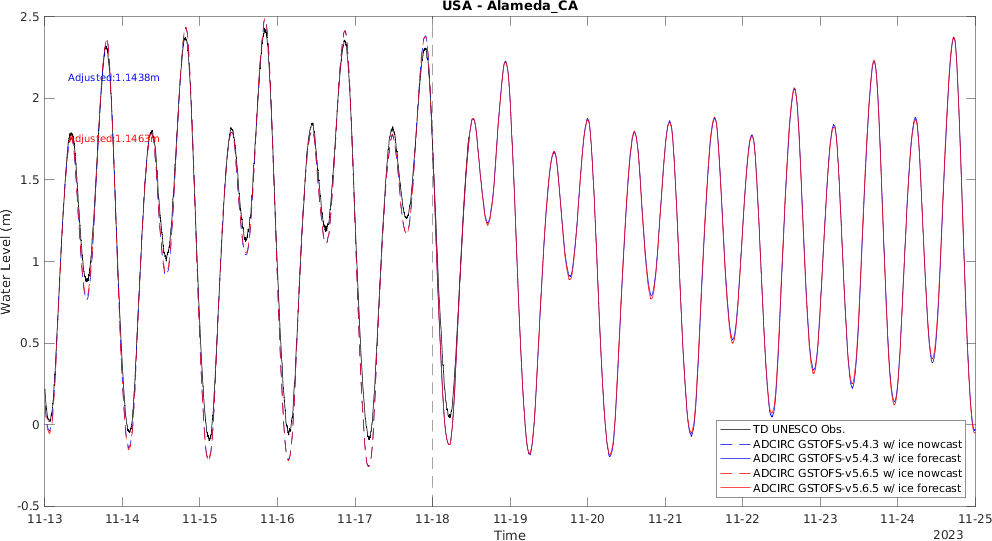 USA - Alameda_CA
2.5
2
1.5
1
0.5
0
-0.5
Water Level (m)
Adjusted:1.1438m
Adjusted:1.1463m
TD UNESCO Obs.
ADCIRC GSTOFS-v5.4.3 w/ ice nowcast
ADCIRC GSTOFS-v5.4.3 w/ ice forecast
ADCIRC GSTOFS-v5.6.5 w/ ice nowcast
ADCIRC GSTOFS-v5.6.5 w/ ice forecast
11-13 11-14 11-15 11-16 11-17 11-18 11-19 11-20 11-21 11-22 11-23 11-24 11-25
Time
2023